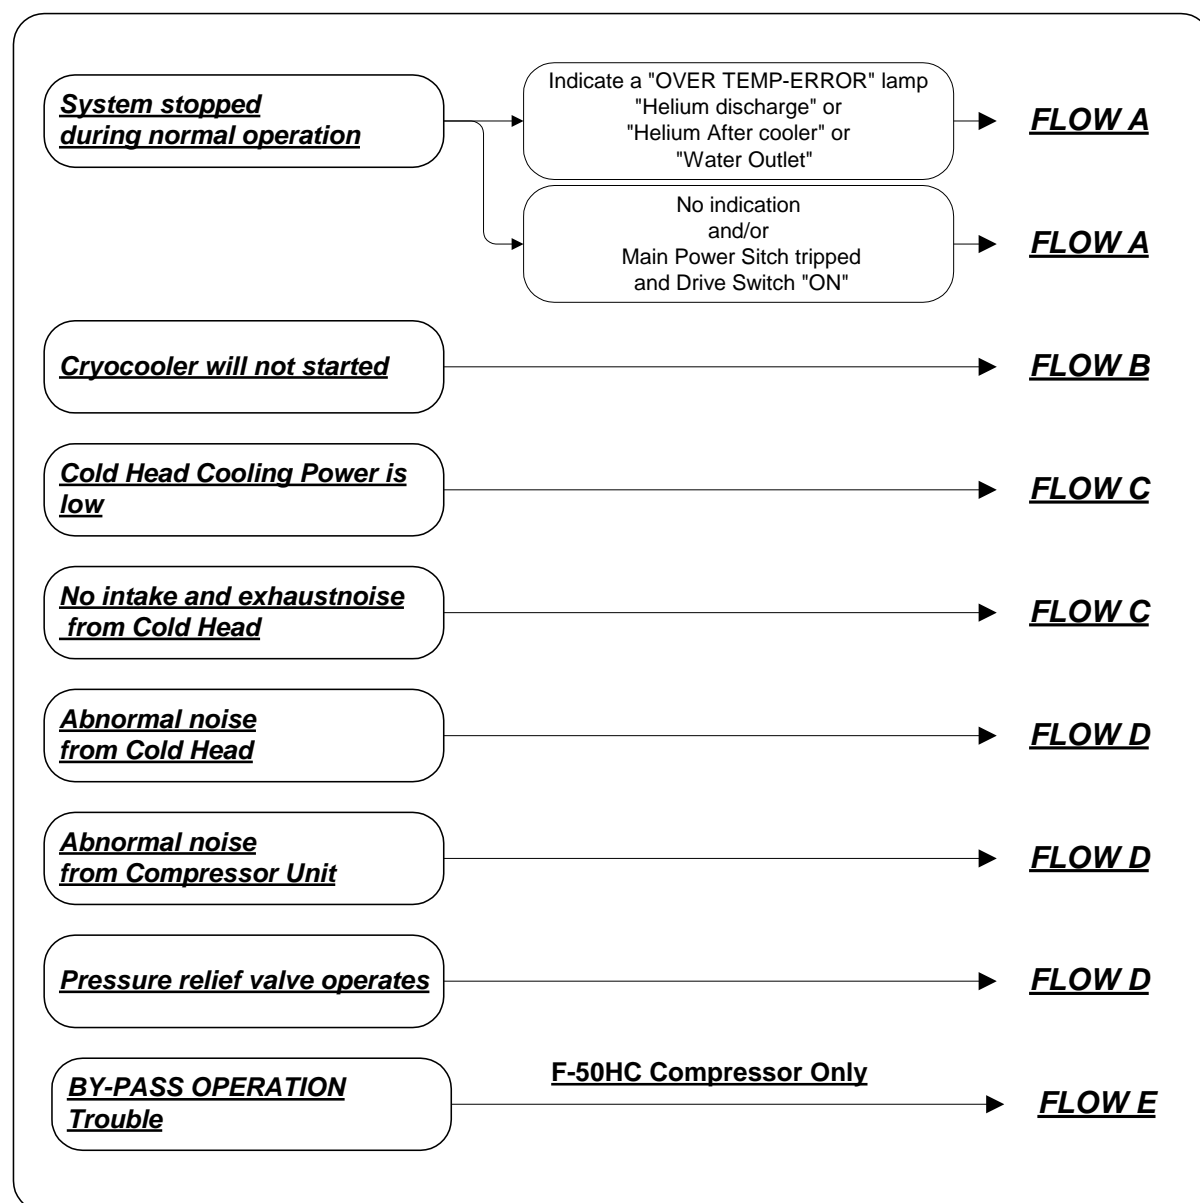 System stopped
during normal operation
Indicate a "OVER TEMP-ERROR" lamp
"Helium discharge" or
"Helium After cooler" or
"Water Outlet"
FLOW A
No indication
and/or
Main Power Sitch tripped
and Drive Switch "ON"
FLOW A
Cryocooler will not started
FLOW B
Cold Head Cooling Power is
low
FLOW C
No intake and exhaustnoise
from Cold Head
FLOW C
Abnormal noise
from Cold Head
FLOW D
Abnormal noise
from Compressor Unit
FLOW D
Pressure relief valve operates
FLOW D
BY-PASS OPERATION
Trouble
F-50HC Compressor Only
FLOW E